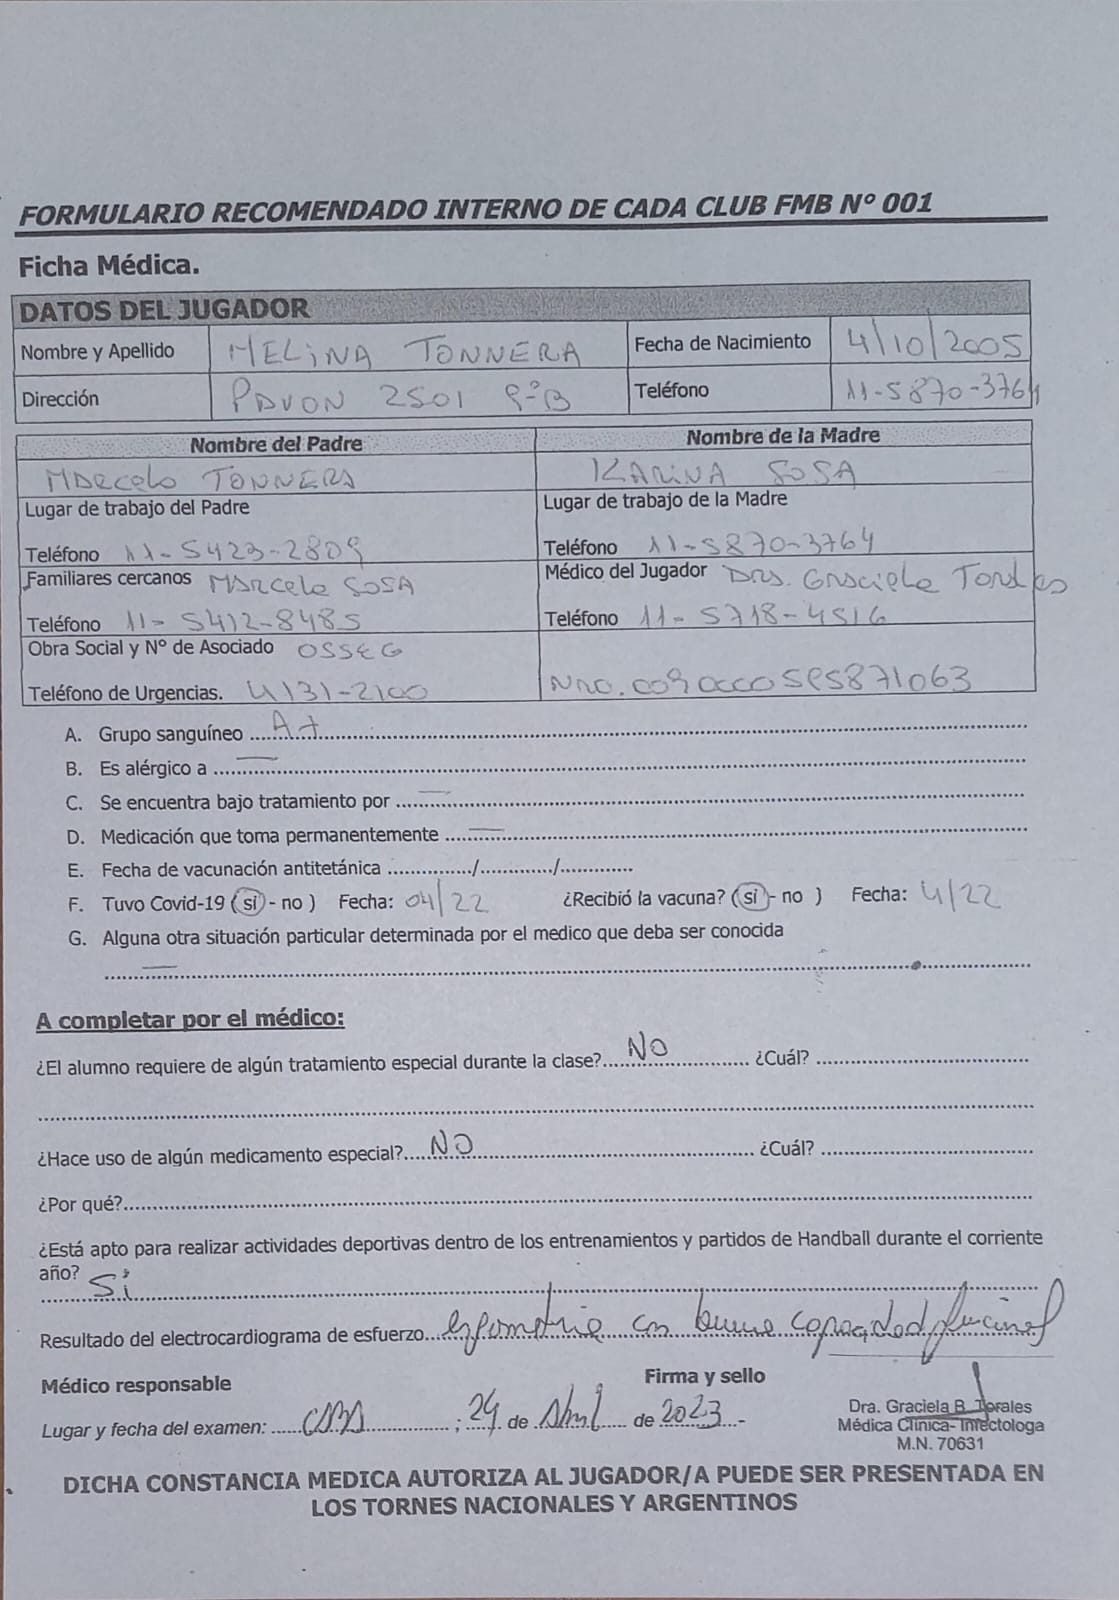 FORMULARIO RECOMENDADO INTERNO DE CADA CLUB FMB N° 001
Ficha Médica.
DATOS DEL JUGADOR
Nombre y Apellido MELINA TONNERA Fecha de Nacimiento 4/10/2005
Dirección PAVON 2501 9°B Teléfono 11-5870-3764
Nombre del Padre Nombre de la Madre
Marcelo TONNERA KARINA SOSA
Lugar de trabajo del Padre Lugar de trabajo de la Madre
Teléfono 11-5423-2809 Teléfono 11-5870-3764
Familiares cercanos Marcela SOSA Médico del Jugador Dra. Graciela Torales
Teléfono 11-5412-8485 Teléfono 11-5718-4516
Obra Social y N° de Asociado OSSEG
Teléfono de Urgencias. 4131-2100 Nro.
A. Grupo sanguíneo A+
B. Es alérgico a —
C. Se encuentra bajo tratamiento por —
D. Medicación que toma permanentemente —
E. Fecha de vacunación antitetánica ............../............../..............
F. Tuvo Covid-19 ( si - no ) Fecha: 04/22 ¿Recibió la vacuna? ( si - no ) Fecha: 4/22
G. Alguna otra situación particular determinada por el medico que deba ser conocida
—
A completar por el médico:
¿El alumno requiere de algún tratamiento especial durante la clase? NO ¿Cuál?
¿Hace uso de algún medicamento especial? NO ¿Cuál?
¿Por qué?
¿Está apto para realizar actividades deportivas dentro de los entrenamientos y partidos de Handball durante el corriente
año? Si
Resultado del electrocardiograma de esfuerzo... con buena capacidad funcional
Médico responsable Firma y sello
Lugar y fecha del examen: CABA ; 24 de Abril de 2023 -
Dra. Graciela B. Torales
Médica Clínica- Infectologa
M.N. 70631
DICHA CONSTANCIA MEDICA AUTORIZA AL JUGADOR/A PUEDE SER PRESENTADA EN
LOS TORNES NACIONALES Y ARGENTINOS